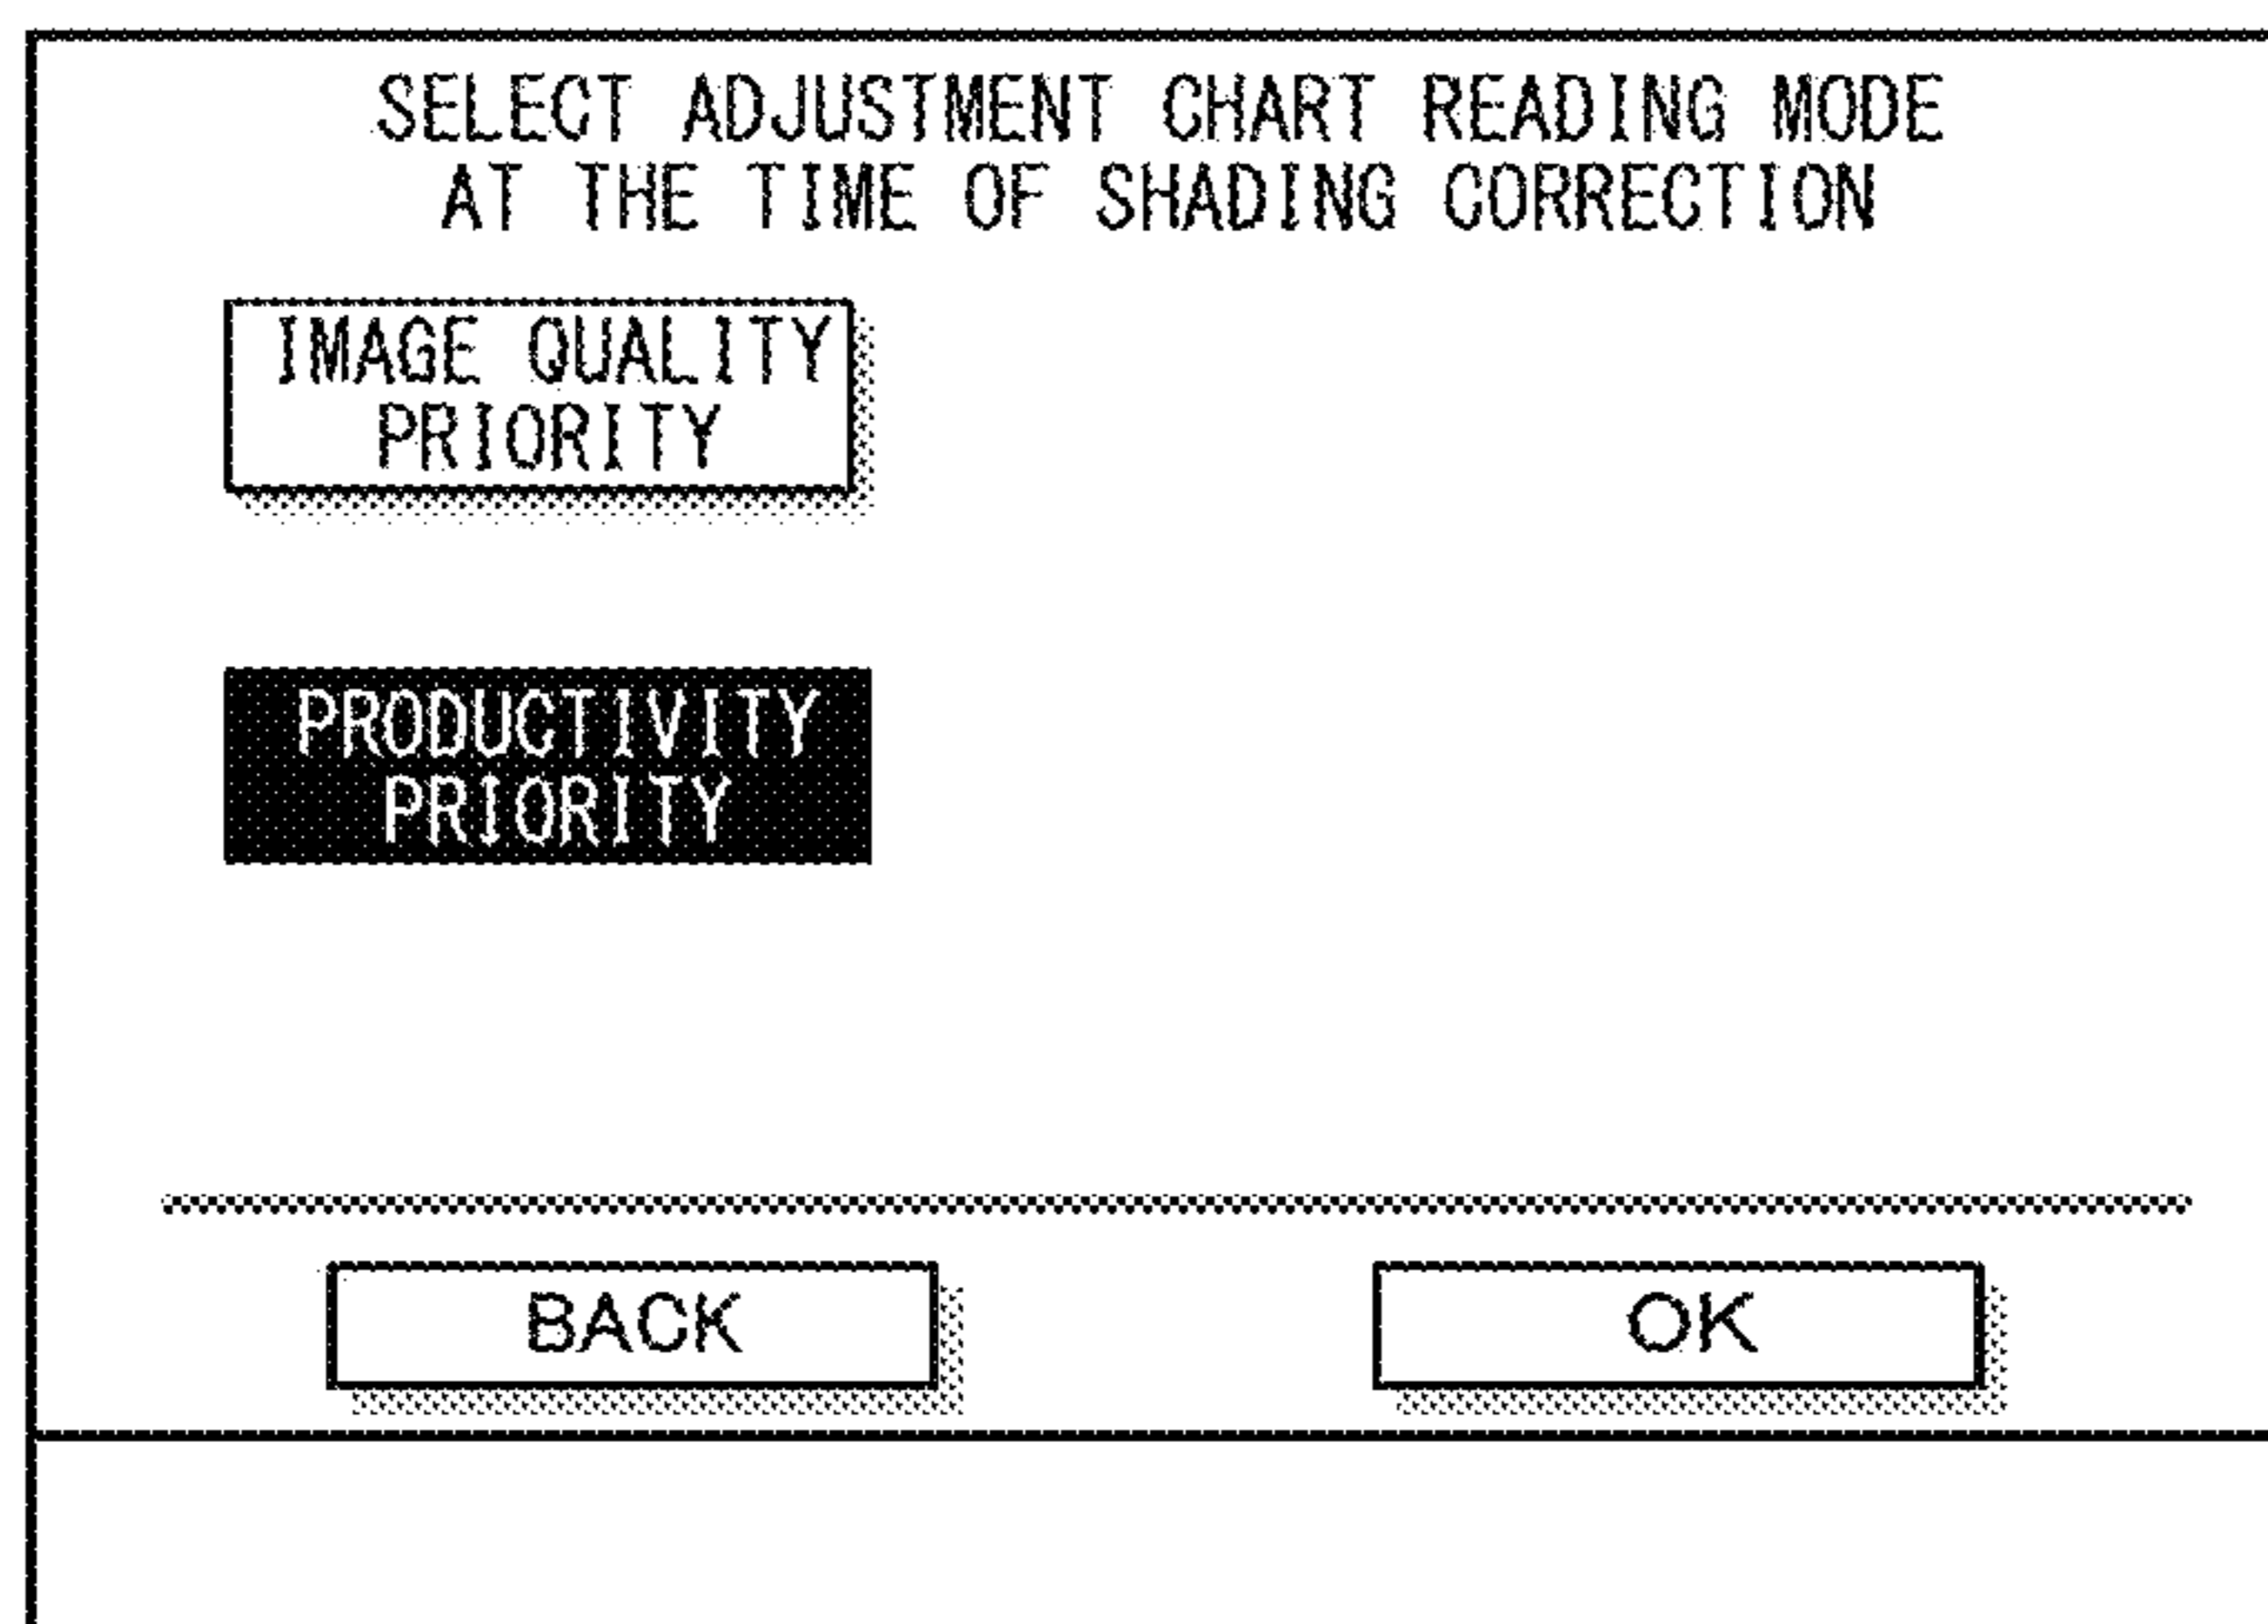 SELECT ADJUSTMENT CHART READING MODE
AT THE TIME OF SHADING CORRECTION
IMAGE QUALITY
PRIORITY
PRODUCTIVITY
PRIORITY
BACK
OK